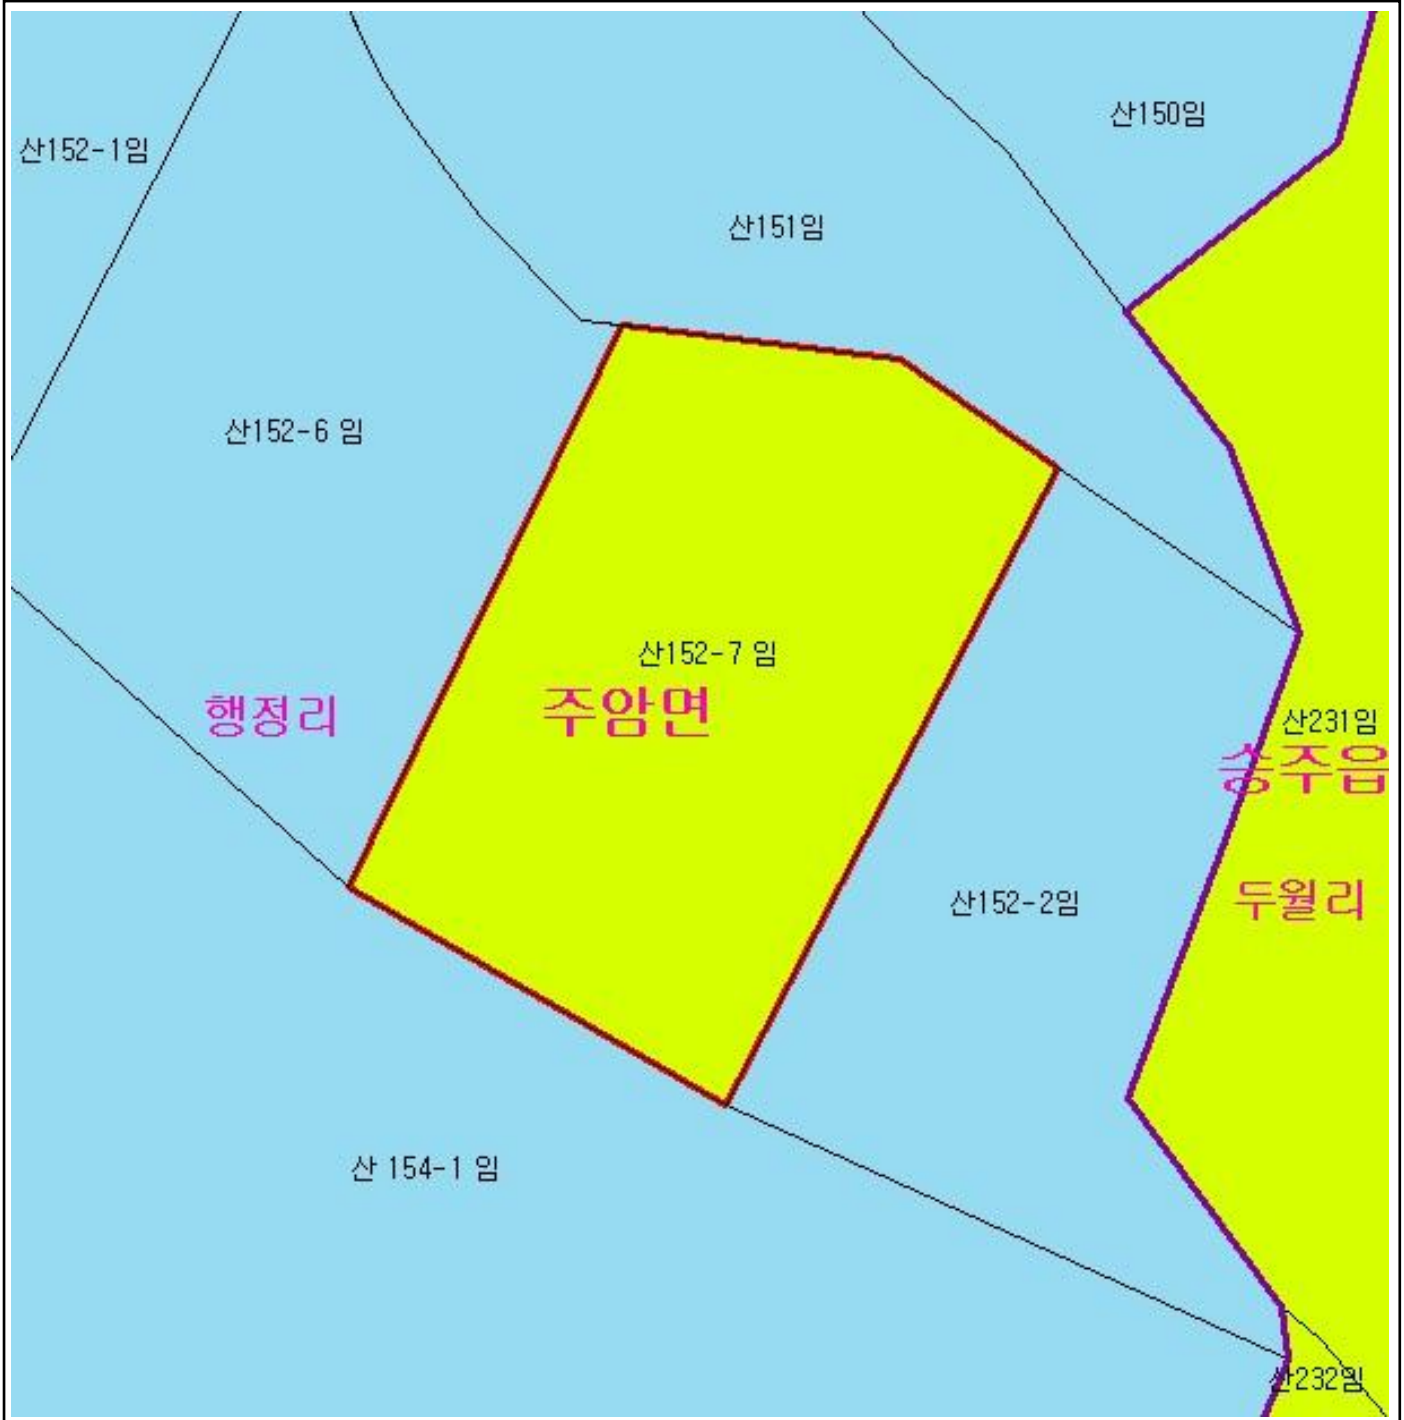 산150임
산152-1임
산151임
산152-6 임
산152-7 임
행정리
주암면
산231임
승주읍
두월리
산152-2임
산 154-1 임
산232임